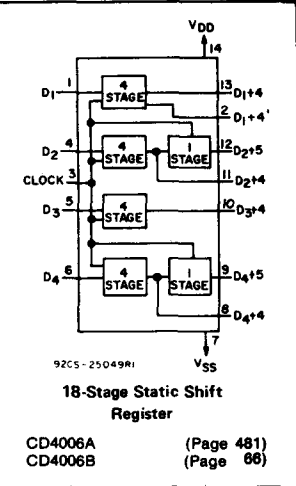 VDD
14
1
D1
4
STAGE
13
D1+4
2
D1+4'
4
D2
4
STAGE
1
STAGE
12
D2+5
11
D2+4
CLOCK
3
5
D3
4
STAGE
10
D3+4
6
D4
4
STAGE
1
STAGE
9
D4+5
8
D4+4
7
VSS
92CS-25049R1
18-Stage Static Shift
Register
CD4006A (Page 481)
CD4006B (Page 66)